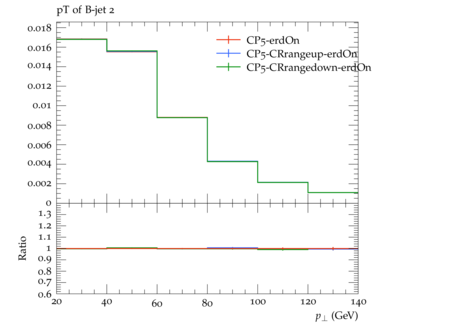 pT of B-jet 2
CP5-erdOn
CP5-CRrangeup-erdOn
CP5-CRrangedown-erdOn
0.018
0.016
0.014
0.012
0.01
0.008
0.006
0.004
0.002
0
1.3
1.2
1.1
1
0.9
0.8
0.7
0.6
Ratio
20 40 60 80 100 120 140
p⊥ (GeV)